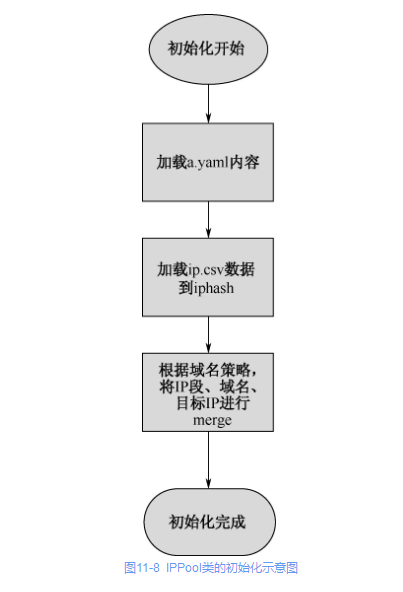 初始化开始
加载a.yaml内容
加载ip.csv数据
到iphash
根据域名策略，
将IP段、域名、
目标IP进行
merge
初始化完成
图11-8 IPPool类的初始化示意图